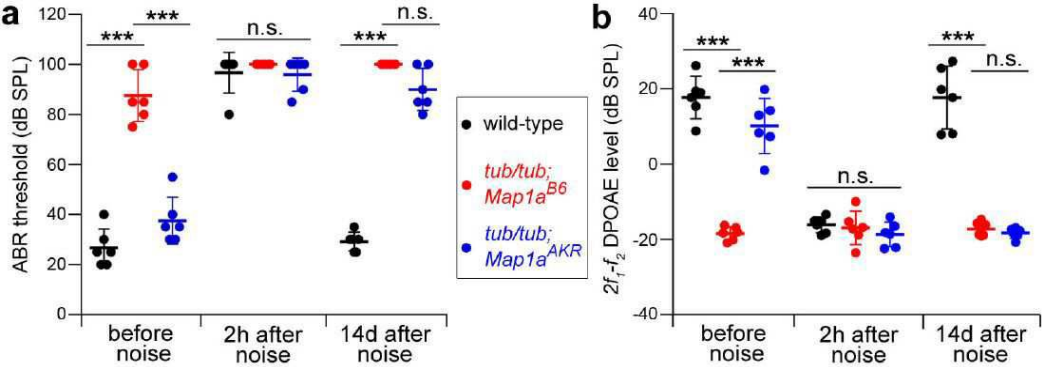 a
ABR threshold (dB SPL)
120
100
80
60
40
20
0
***
***
n.s.
***
n.s.
before
noise
2h after
noise
14d after
noise
wild-type
tub/tub;
Map1aᴮ⁶
tub/tub;
Map1aᴬᴷᴿ
b
2f₁-f₂ DPOAE level (dB SPL)
40
20
0
-20
-40
***
***
n.s.
***
n.s.
before
noise
2h after
noise
14d after
noise